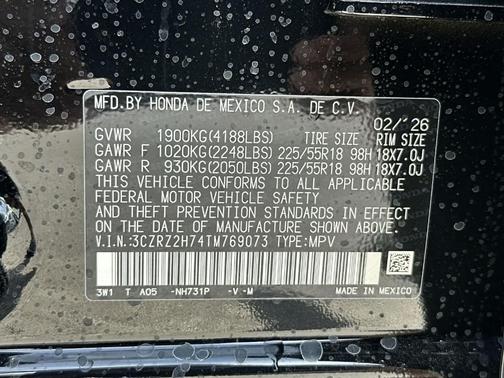 MFD.BY HONDA DE MEXICO S.A. DE C.V.
02/'26
GVWR 1900KG(4188LBS) TIRE SIZE RIM SIZE
GAWR F 1020KG(2248LBS) 225/55R18 98H 18X7.0J
GAWR R 930KG(2050LBS) 225/55R18 98H 18X7.0J
THIS VEHICLE CONFORMS TO ALL APPLICABLE
FEDERAL MOTOR VEHICLE SAFETY
AND THEFT PREVENTION STANDARDS IN EFFECT
ON THE DATE OF MANUFACTURE SHOWN ABOVE.
V.I.N:3CZRZ2H74TM769073 TYPE:MPV
3W1 T A05 -NH731P -V -M MADE IN MEXICO